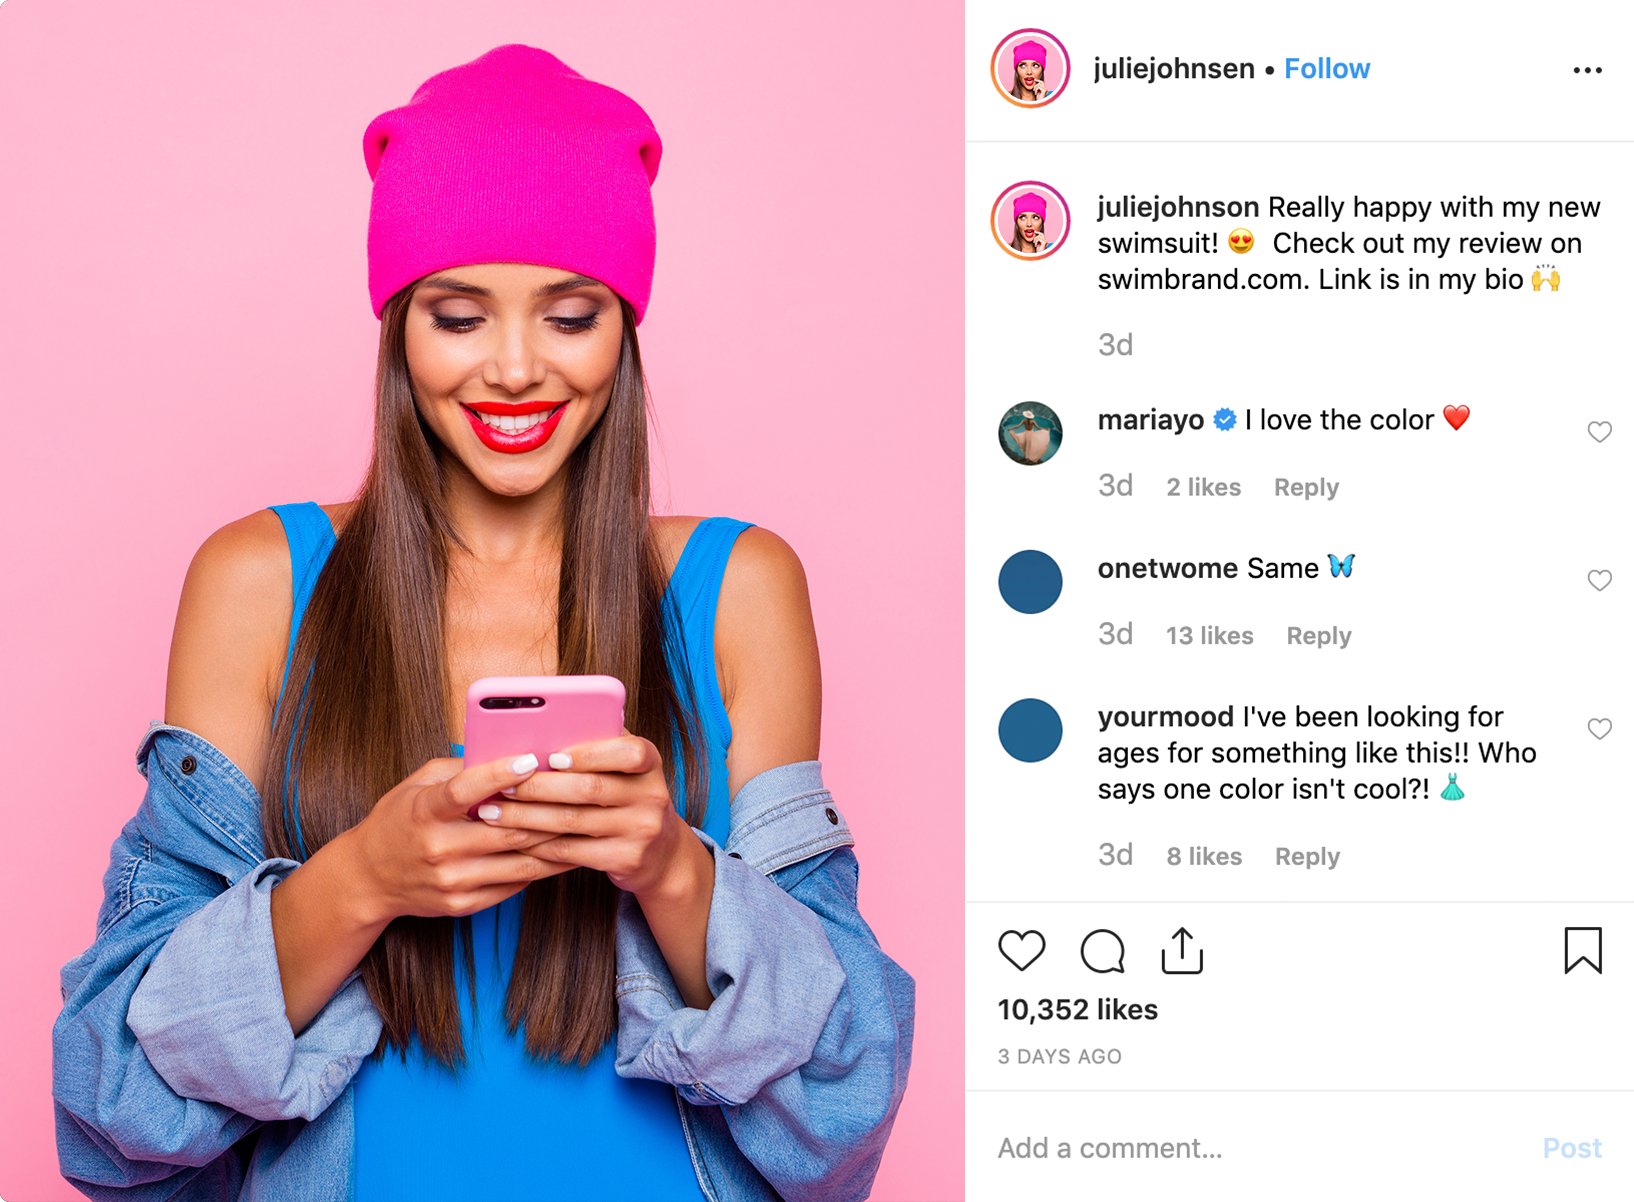 juliejohnsen • Follow
juliejohnson Really happy with my new
swimsuit! 😍 Check out my review on
swimbrand.com. Link is in my bio 🙌
3d
mariayo I love the color ❤️
3d 2 likes Reply
onetwome Same 🦋
3d 13 likes Reply
yourmood I've been looking for
ages for something like this!! Who
says one color isn't cool?! 👗
3d 8 likes Reply
10,352 likes
3 DAYS AGO
Add a comment... Post